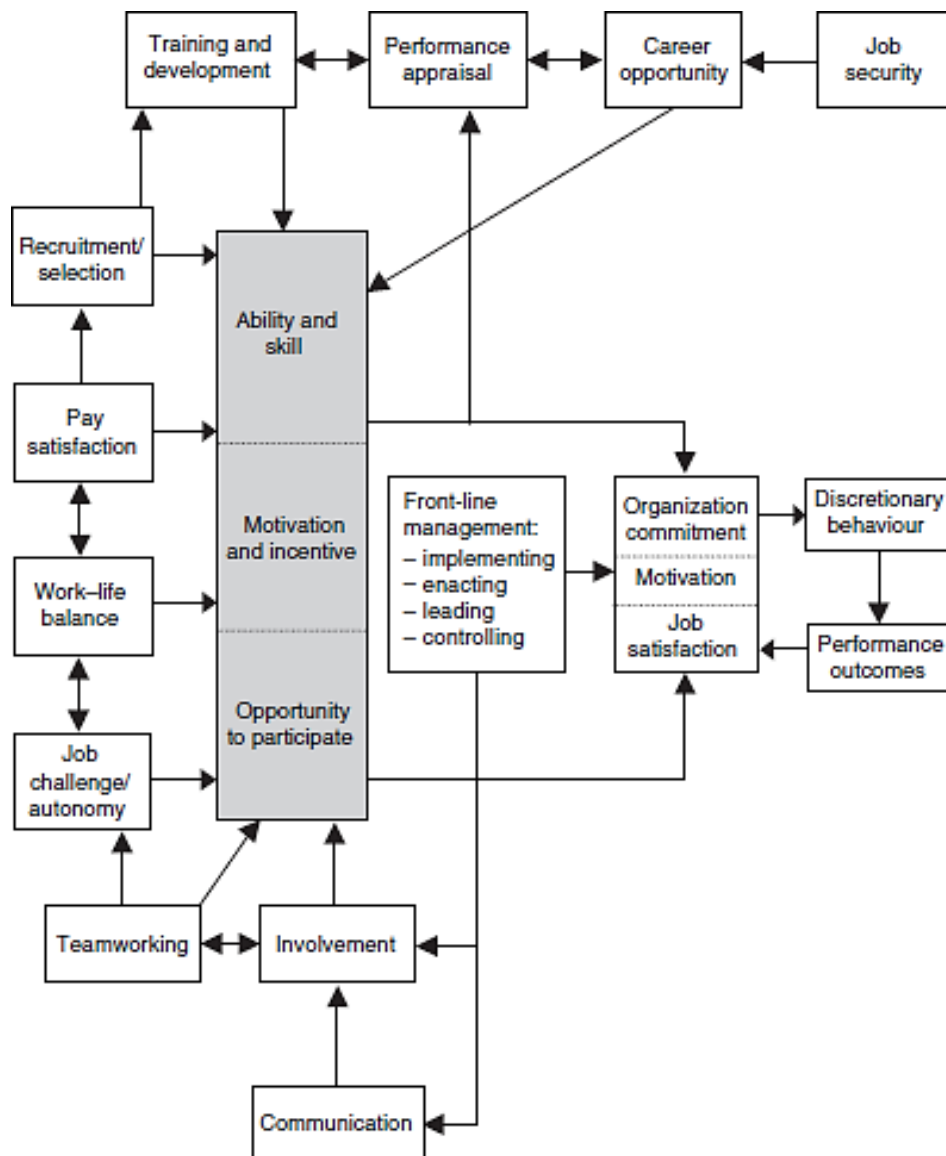 Training and
development
Performance
appraisal
Career
opportunity
Job
security
Recruitment/
selection
Ability and
skill
Pay
satisfaction
Motivation
and incentive
Front-line
management:
– implementing
– enacting
– leading
– controlling
Organization
commitment
Motivation
Job
satisfaction
Discretionary
behaviour
Performance
outcomes
Work–life
balance
Opportunity
to participate
Job
challenge/
autonomy
Teamworking
Involvement
Communication